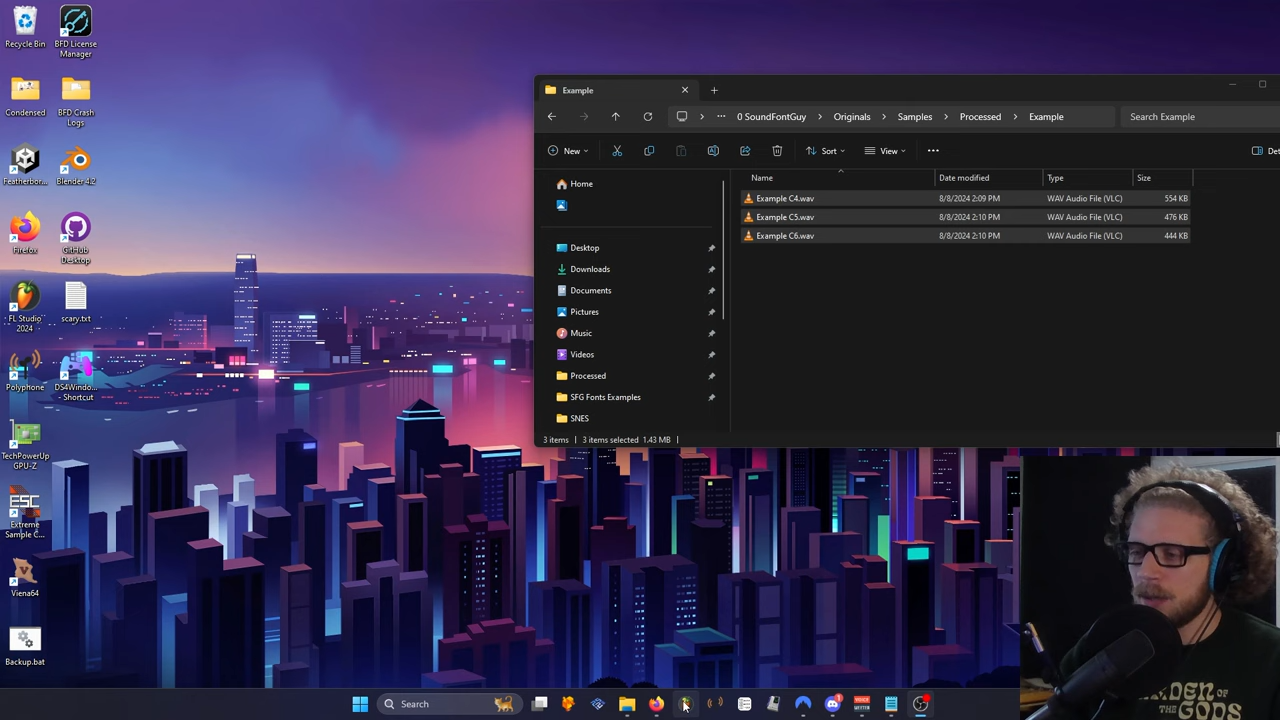 Recycle Bin
BFD License Manager
Condensed
BFD Crash Logs
Featherbor...
Blender 4.2
Firefox
GitHub Desktop
FL Studio 2024
scary.txt
Polyphone
DS4Windo... - Shortcut
TechPowerUp GPU-Z
Extreme Sample C...
Viena64
Backup.bat
Example
0 SoundFontGuy
Originals
Samples
Processed
Example
Search Example
New
Sort
View
Det
Name
Date modified
Type
Size
Home
Desktop
Downloads
Documents
Pictures
Music
Videos
Processed
SFG Fonts Examples
SNES
Example C4.wav 8/8/2024 2:09 PM WAV Audio File (VLC) 554 KB
Example C5.wav 8/8/2024 2:10 PM WAV Audio File (VLC) 476 KB
Example C6.wav 8/8/2024 2:10 PM WAV Audio File (VLC) 444 KB
3 items
3 items selected 1.43 MB
Search
OF THE
GODS